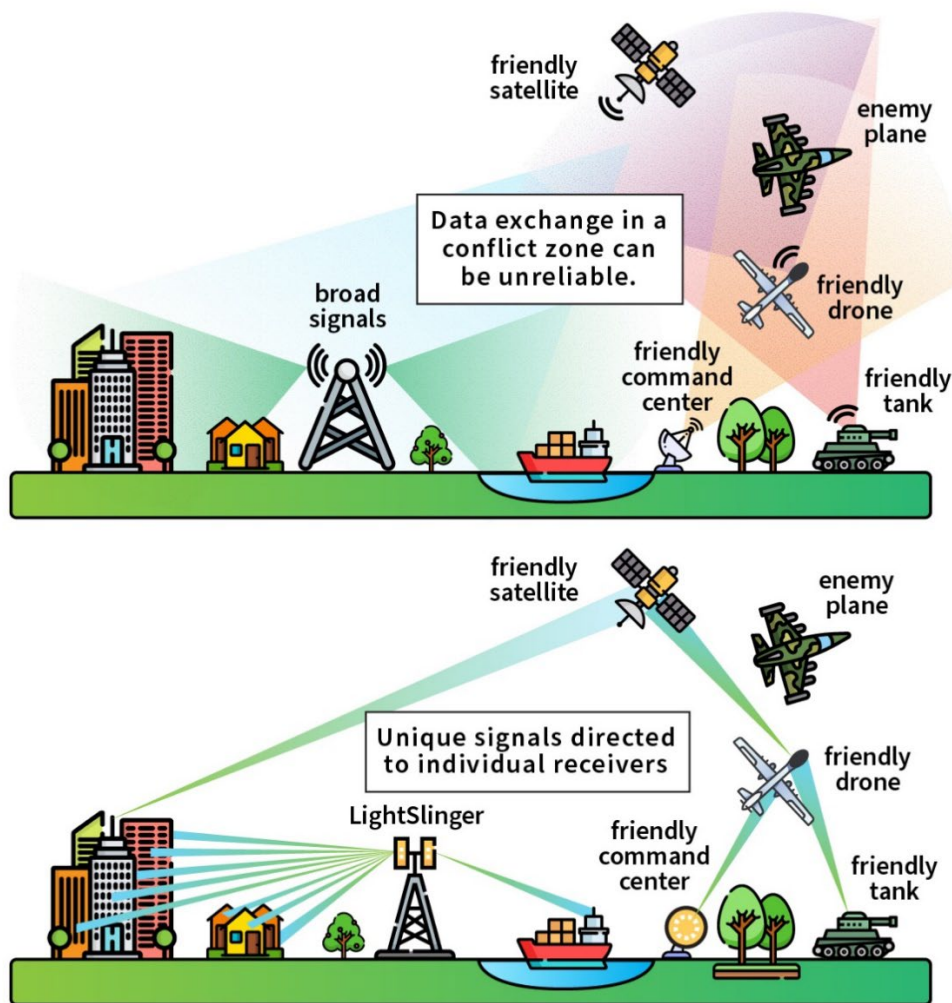 friendly
satellite
enemy
plane
Data exchange in a
conflict zone can
be unreliable.
broad
signals
friendly
drone
friendly
command
center
friendly
tank
H
friendly
satellite
enemy
plane
Unique signals directed
to individual receivers
friendly
drone
LightSlinger
friendly
command
center
friendly
tank
H